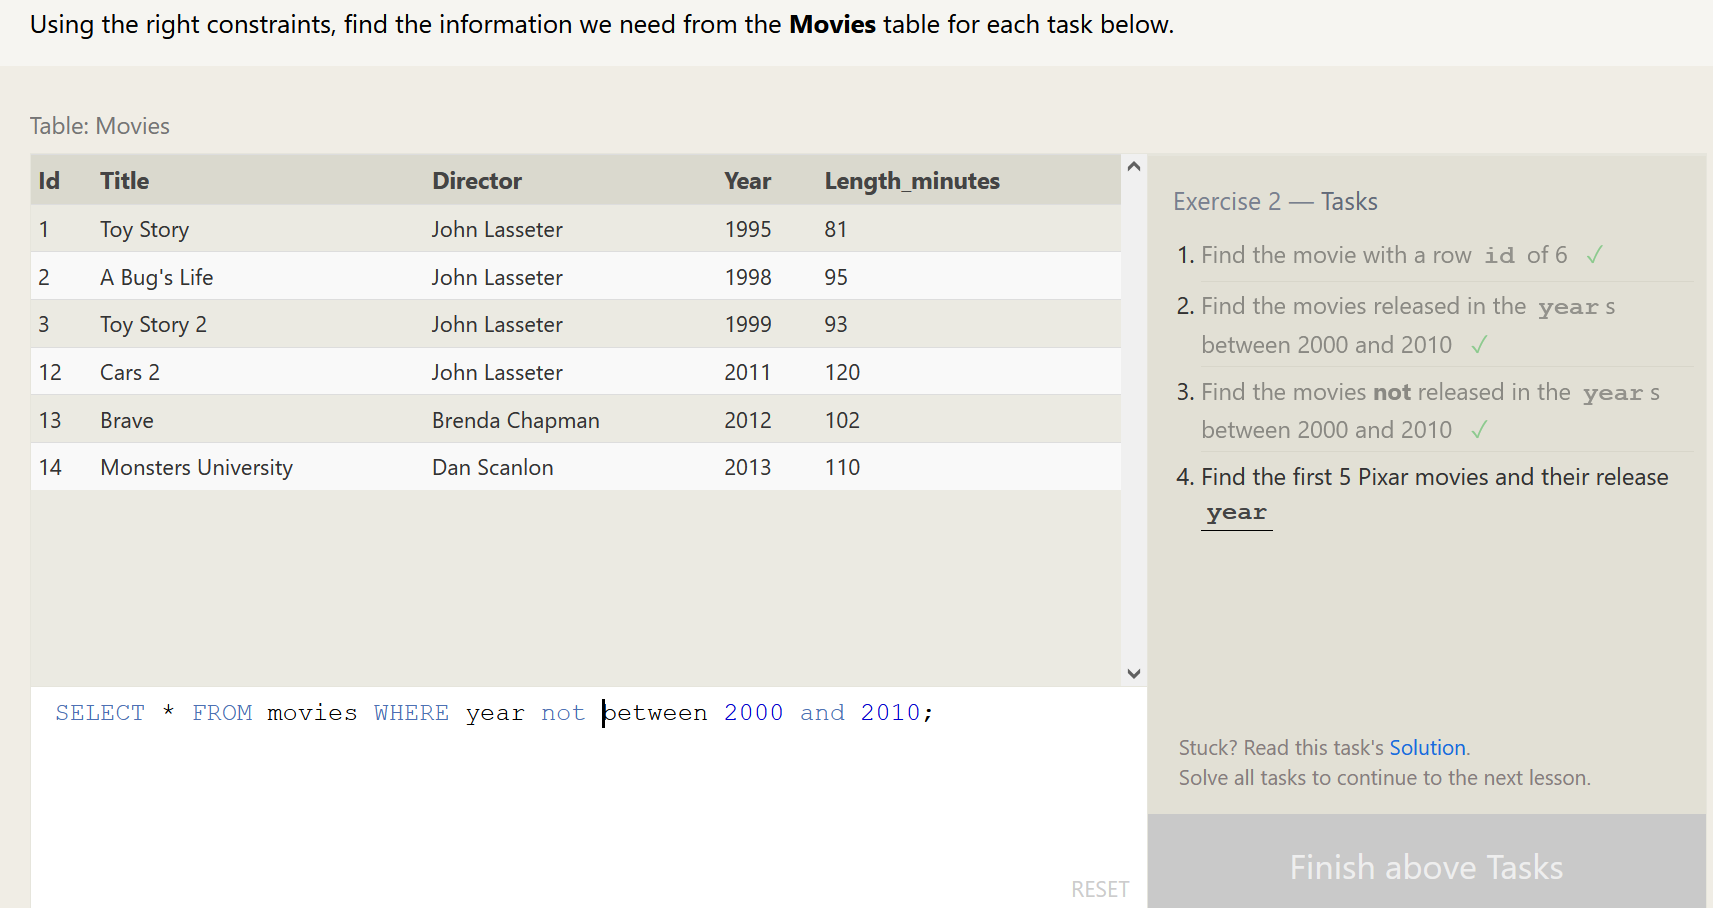 Using the right constraints, find the information we need from the Movies table for each task below.
Table: Movies
Id Title Director Year Length_minutes
1 Toy Story John Lasseter 1995 81
2 A Bug's Life John Lasseter 1998 95
3 Toy Story 2 John Lasseter 1999 93
12 Cars 2 John Lasseter 2011 120
13 Brave Brenda Chapman 2012 102
14 Monsters University Dan Scanlon 2013 110
SELECT * FROM movies WHERE year not between 2000 and 2010;
RESET
Exercise 2 — Tasks
1. Find the movie with a row id of 6 ✓
2. Find the movies released in the year s
between 2000 and 2010 ✓
3. Find the movies not released in the year s
between 2000 and 2010 ✓
4. Find the first 5 Pixar movies and their release
year
Stuck? Read this task's Solution.
Solve all tasks to continue to the next lesson.
Finish above Tasks